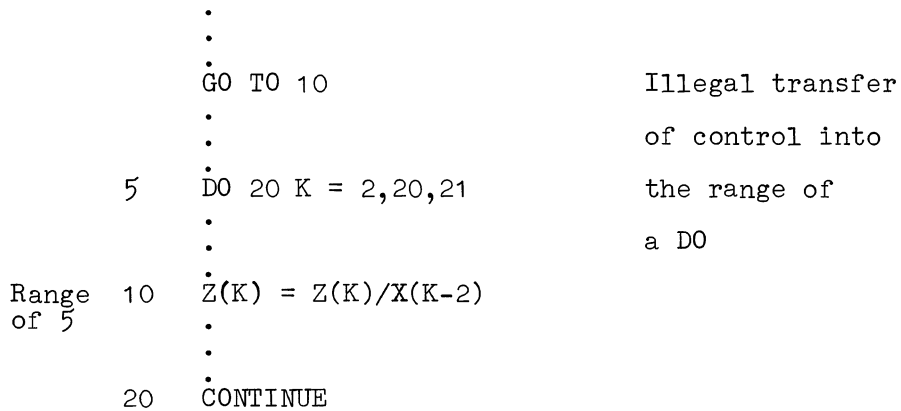 .
.
.
GO TO 10 Illegal transfer
. of control into
.
.
5 DO 20 K = 2,20,21 the range of
.
. a DO
.
Range 10 Z(K) = Z(K)/X(K-2)
of 5
.
.
.
20 CONTINUE